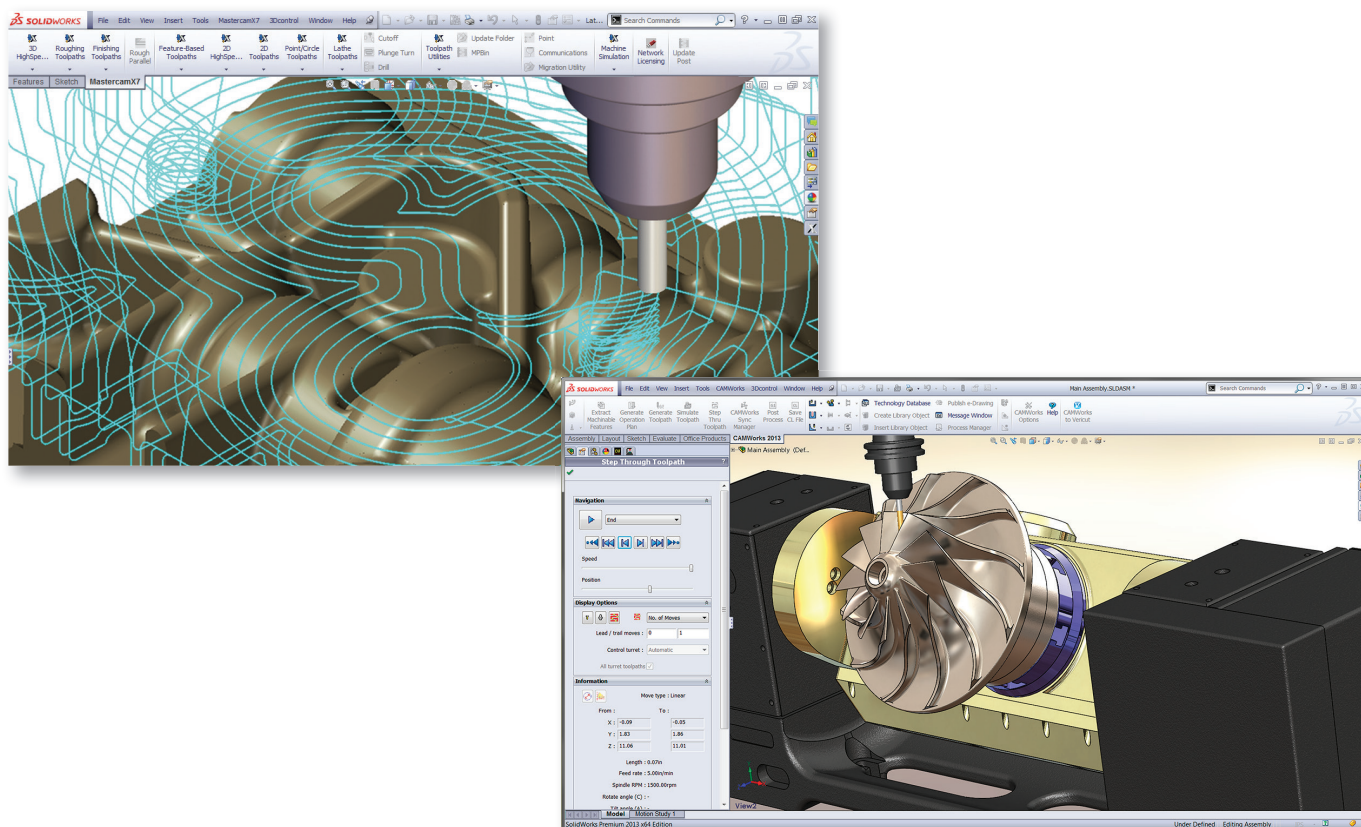 SOLIDWORKS File Edit View Insert Tools MastercamX7 3Dcontrol Window Help Lat... Search Commands
3D HighSpe... Roughing Toolpaths Finishing Toolpaths Rough Parallel Feature-Based Toolpaths 2D HighSpe... 2D Toolpaths Point/Circle Toolpaths Lathe Toolpaths
Cutoff
Plunge Turn
Drill
Toolpath Utilities
Update Folder
MPBin
Point
Communications
Migration Utility
Machine Simulation Network Licensing Update Post
Features Sketch MastercamX7
SOLIDWORKS File Edit View Insert Tools CAMWorks 3Dcontrol Window Help Main Assembly.SLDASM * Search Commands
Extract Machinable Features Generate Operation Plan Generate Toolpath Simulate Toolpath Step Thru Toolpath CAMWorks Sync Manager Post Process Save CL File
Technology Database
Create Library Object
Insert Library Object
Publish e-Drawing
Message Window
Process Manager
CAMWorks Options Help CAMWorks to Vericut
Assembly Layout Sketch Evaluate Office Products CAMWorks 2013
Step Through Toolpath ?
Main Assembly (Def...
Navigation
End
Speed
Position
Display Options
No. of Moves
Lead / trail moves : 0 1
Control turret : Automatic
All turret toolpaths
Information
Move type : Linear
From : To :
X : -0.09 -0.05
Y : 1.83 1.86
Z : 11.06 11.01
Length : 0.07in
Feed rate : 5.00in/min
Spindle RPM : 1500.00rpm
Rotate angle (C) : -
Tilt angle (A) : -
View2
Model Motion Study 1
SolidWorks Premium 2013 x64 Edition Under Defined Editing Assembly